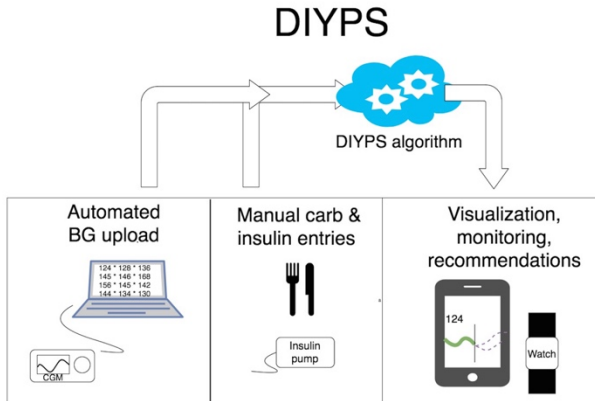 DIYPS
DIYPS algorithm
Automated
BG upload
124 * 128 * 136
145 * 146 * 168
156 * 145 * 142
144 * 134 * 130
CGM
Manual carb &
insulin entries
Insulin
pump
Visualization,
monitoring,
recommendations
124
Watch